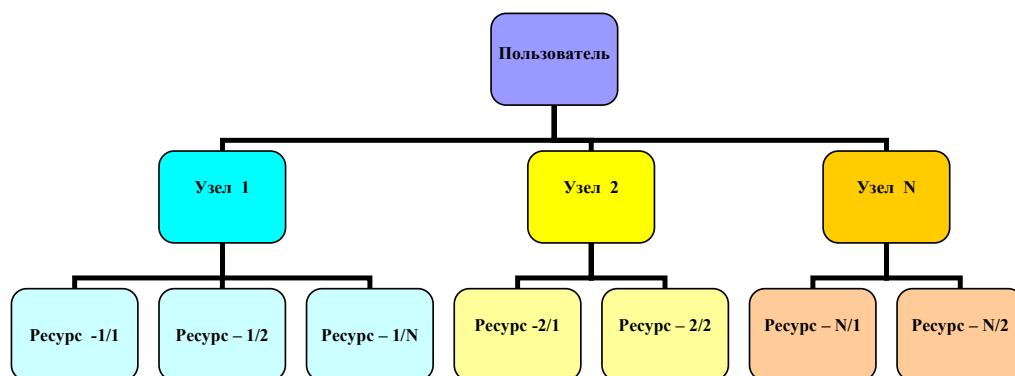 Пользователь
Узел 1
Узел 2
Узел N
Ресурс -1/1
Ресурс – 1/2
Ресурс – 1/N
Ресурс -2/1
Ресурс – 2/2
Ресурс – N/1
Ресурс – N/2